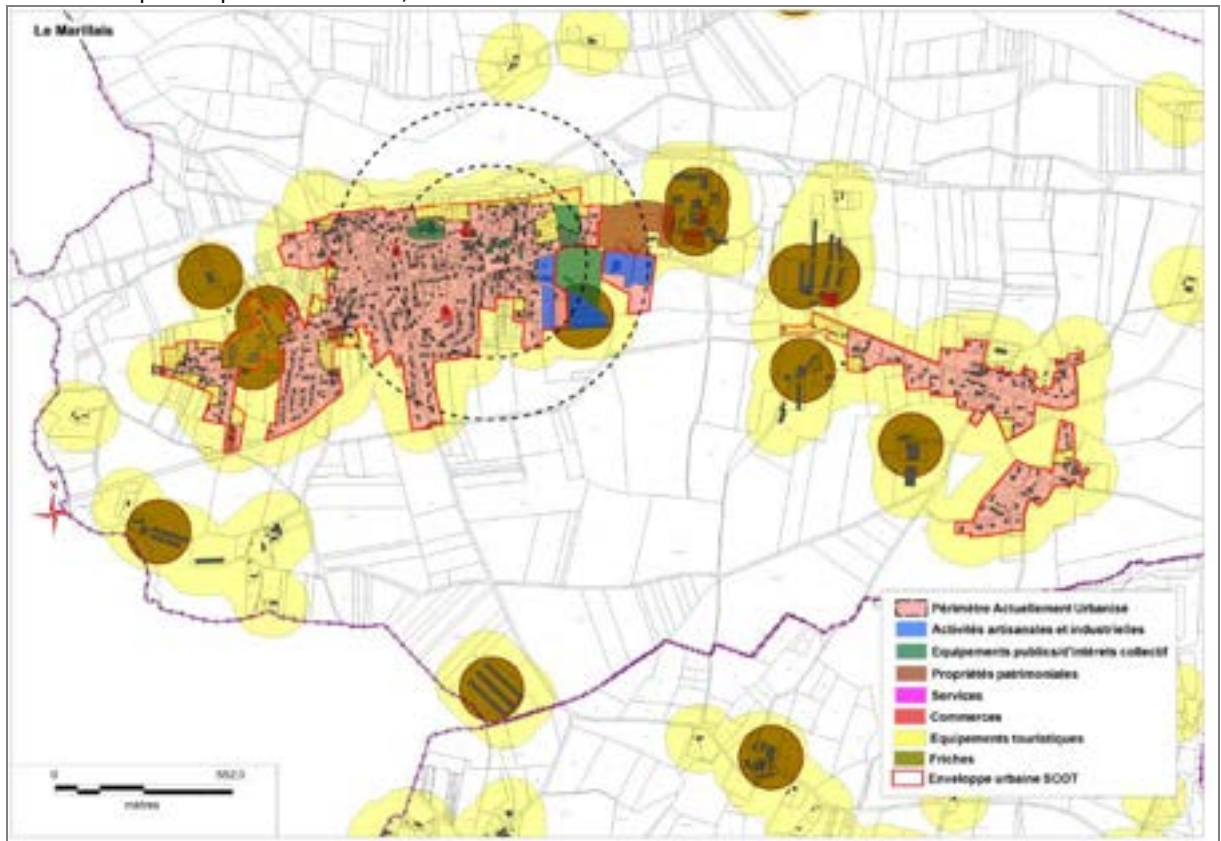 Le Marillais
Périmètre Actuellement Urbanisé
Activités artisanales et industrielles
Equipements publics/d'intérets collectif
Propriétés patrimoniales
Services
Commerces
Equipements touristiques
Friches
Enveloppe urbaine SCOT
0
mètres